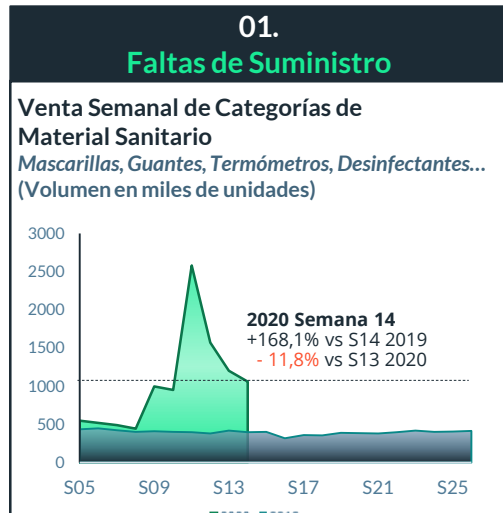 01.
Faltas de Suministro
Venta Semanal de Categorías de
Material Sanitario
Mascarillas, Guantes, Termómetros, Desinfectantes...
(Volumen en miles de unidades)
3000
2500
2000
1500
1000
500
0
2020 Semana 14
+168,1% vs S14 2019
- 11,8% vs S13 2020
S05 S09 S13 S17 S21 S25